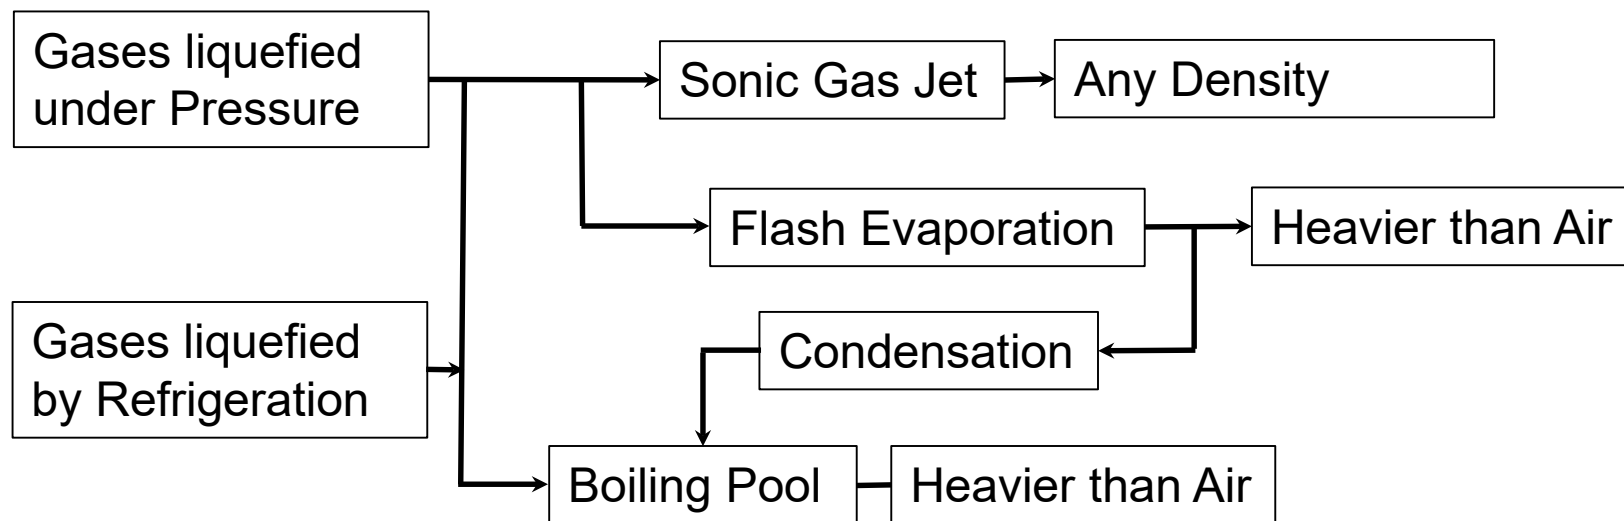 Gases liquefied
under Pressure
Sonic Gas Jet
Any Density
Flash Evaporation
Heavier than Air
Gases liquefied
by Refrigeration
Condensation
Boiling Pool
Heavier than Air